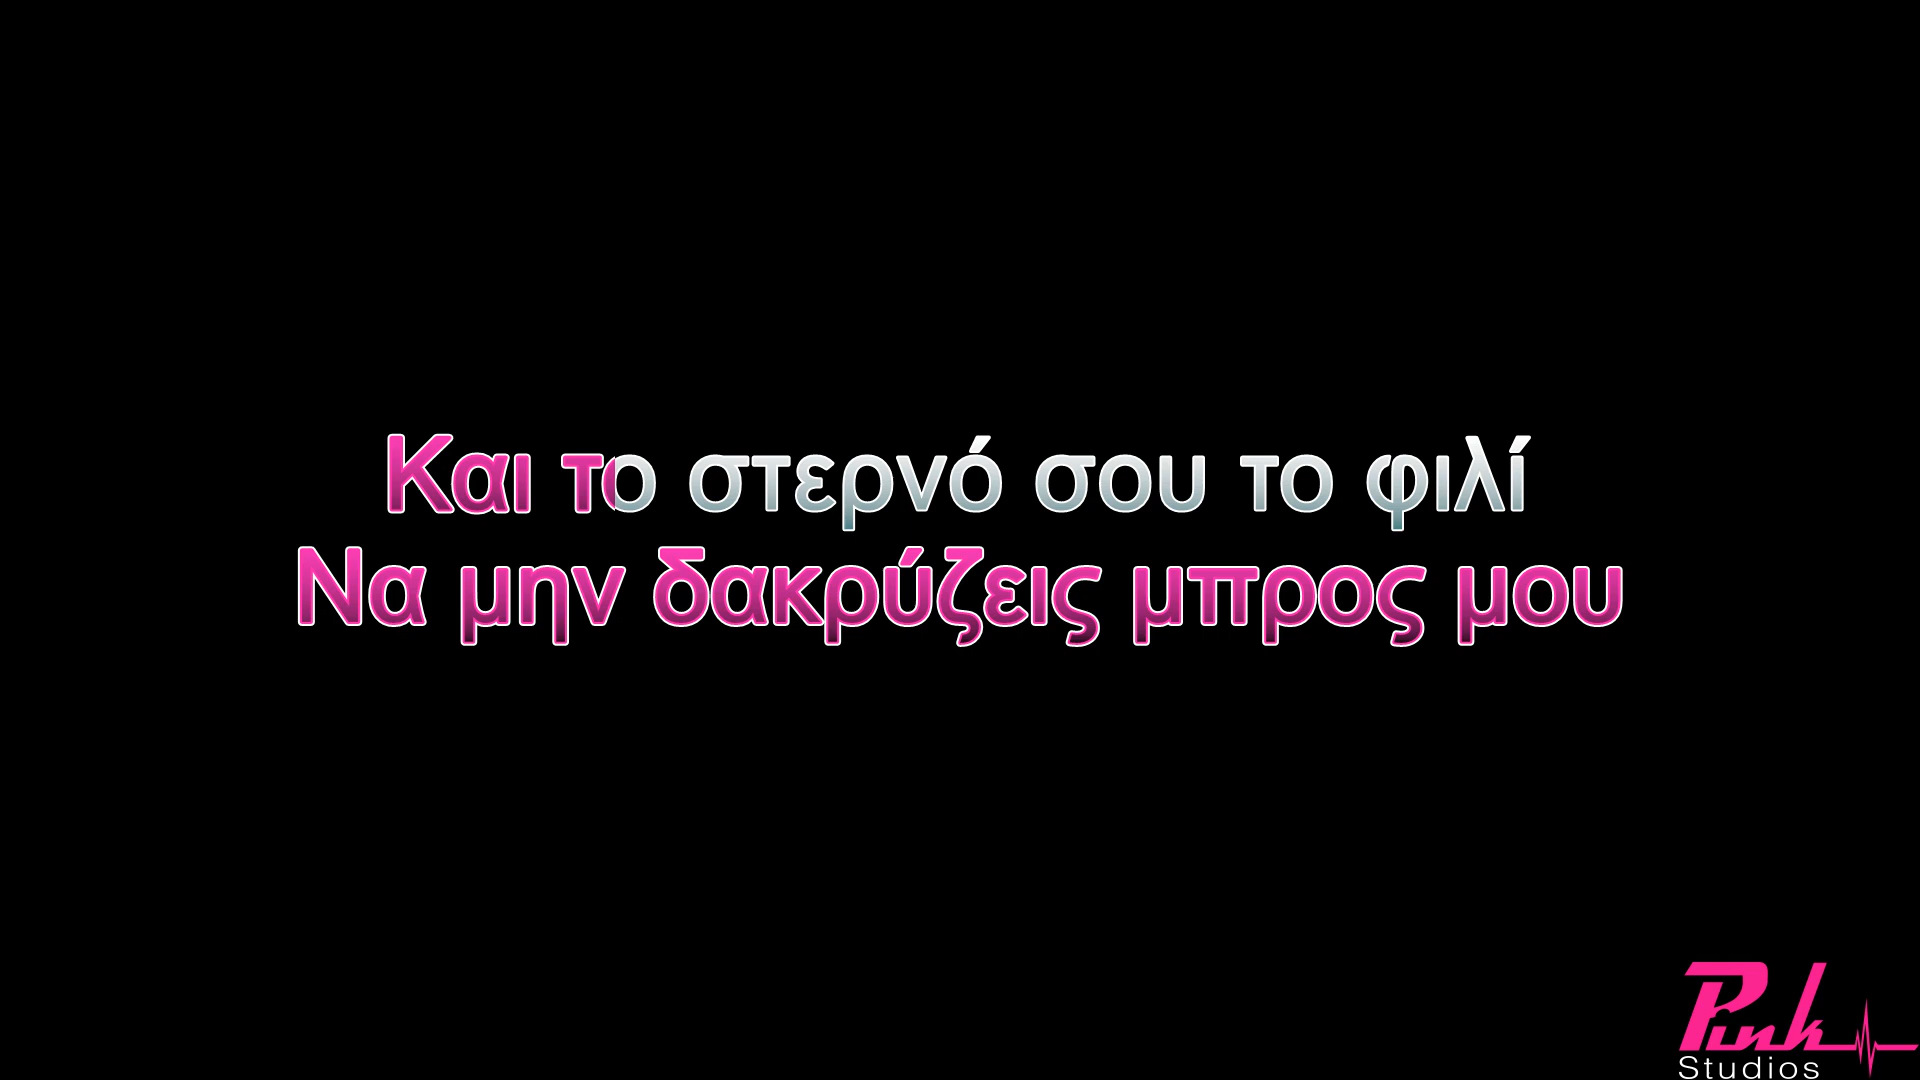 Και το στερνό σου το φιλί
Να μην δακρύζεις μπρος μου
Pink
Studios